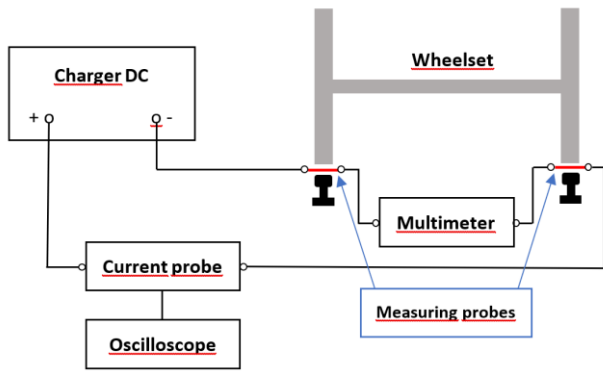 Charger DC
+
-
Wheelset
Multimeter
Current probe
Measuring probes
Oscilloscope